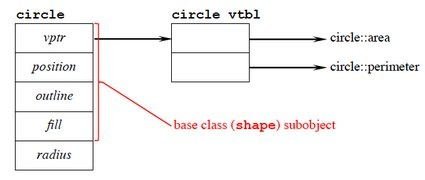 circle
circle vtbl
vptr
circle::area
position
circle::perimeter
outline
fill
base class (shape) subobject
radius